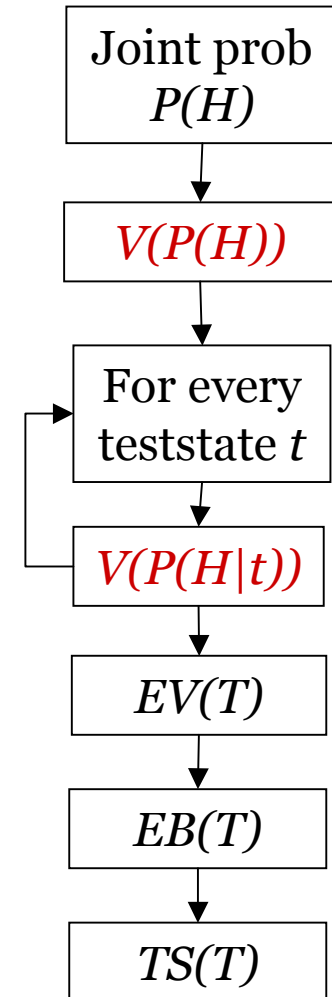 Joint prob
P(H)
V(P(H))
For every
teststate t
V(P(H|t))
EV(T)
EB(T)
TS(T)